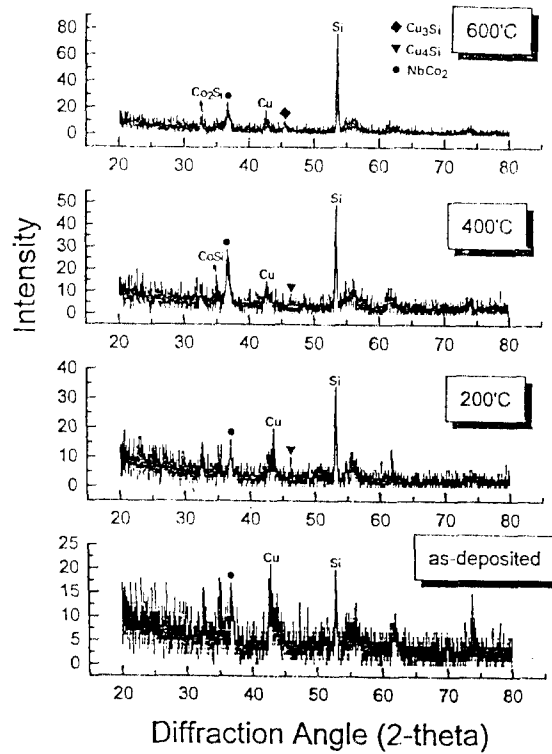 600'C
◆ Cu₃Si
▼ Cu₄Si
● NbCo₂
Si
Co₂Si
Cu
80
60
40
20
0
20 30 40 50 60 70 80
400'C
Si
CoSi
Cu
50
40
30
20
10
0
20 30 40 50 60 70 80
200'C
Si
Cu
40
30
20
10
0
20 30 40 50 60 70 80
as-deposited
Cu
Si
25
20
15
10
5
0
20 30 40 50 60 70 80
Intensity
Diffraction Angle (2-theta)